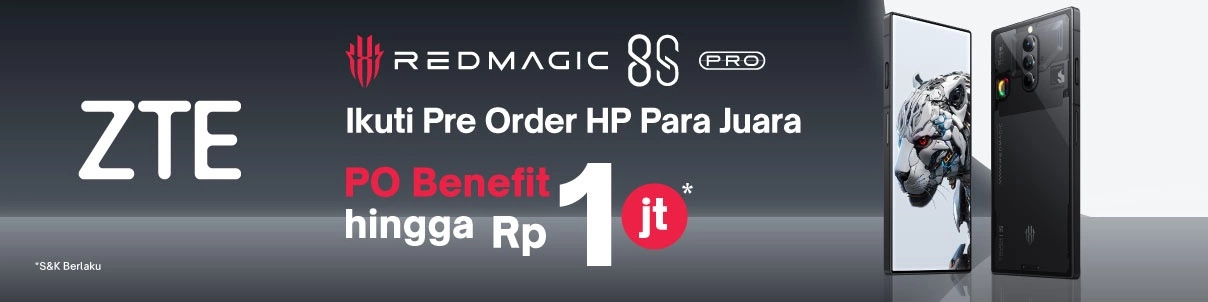 ZTE
REDMAGIC 8S PRO
Ikuti Pre Order HP Para Juara
PO Benefit
hingga Rp 1 jt*
*S&K Berlaku